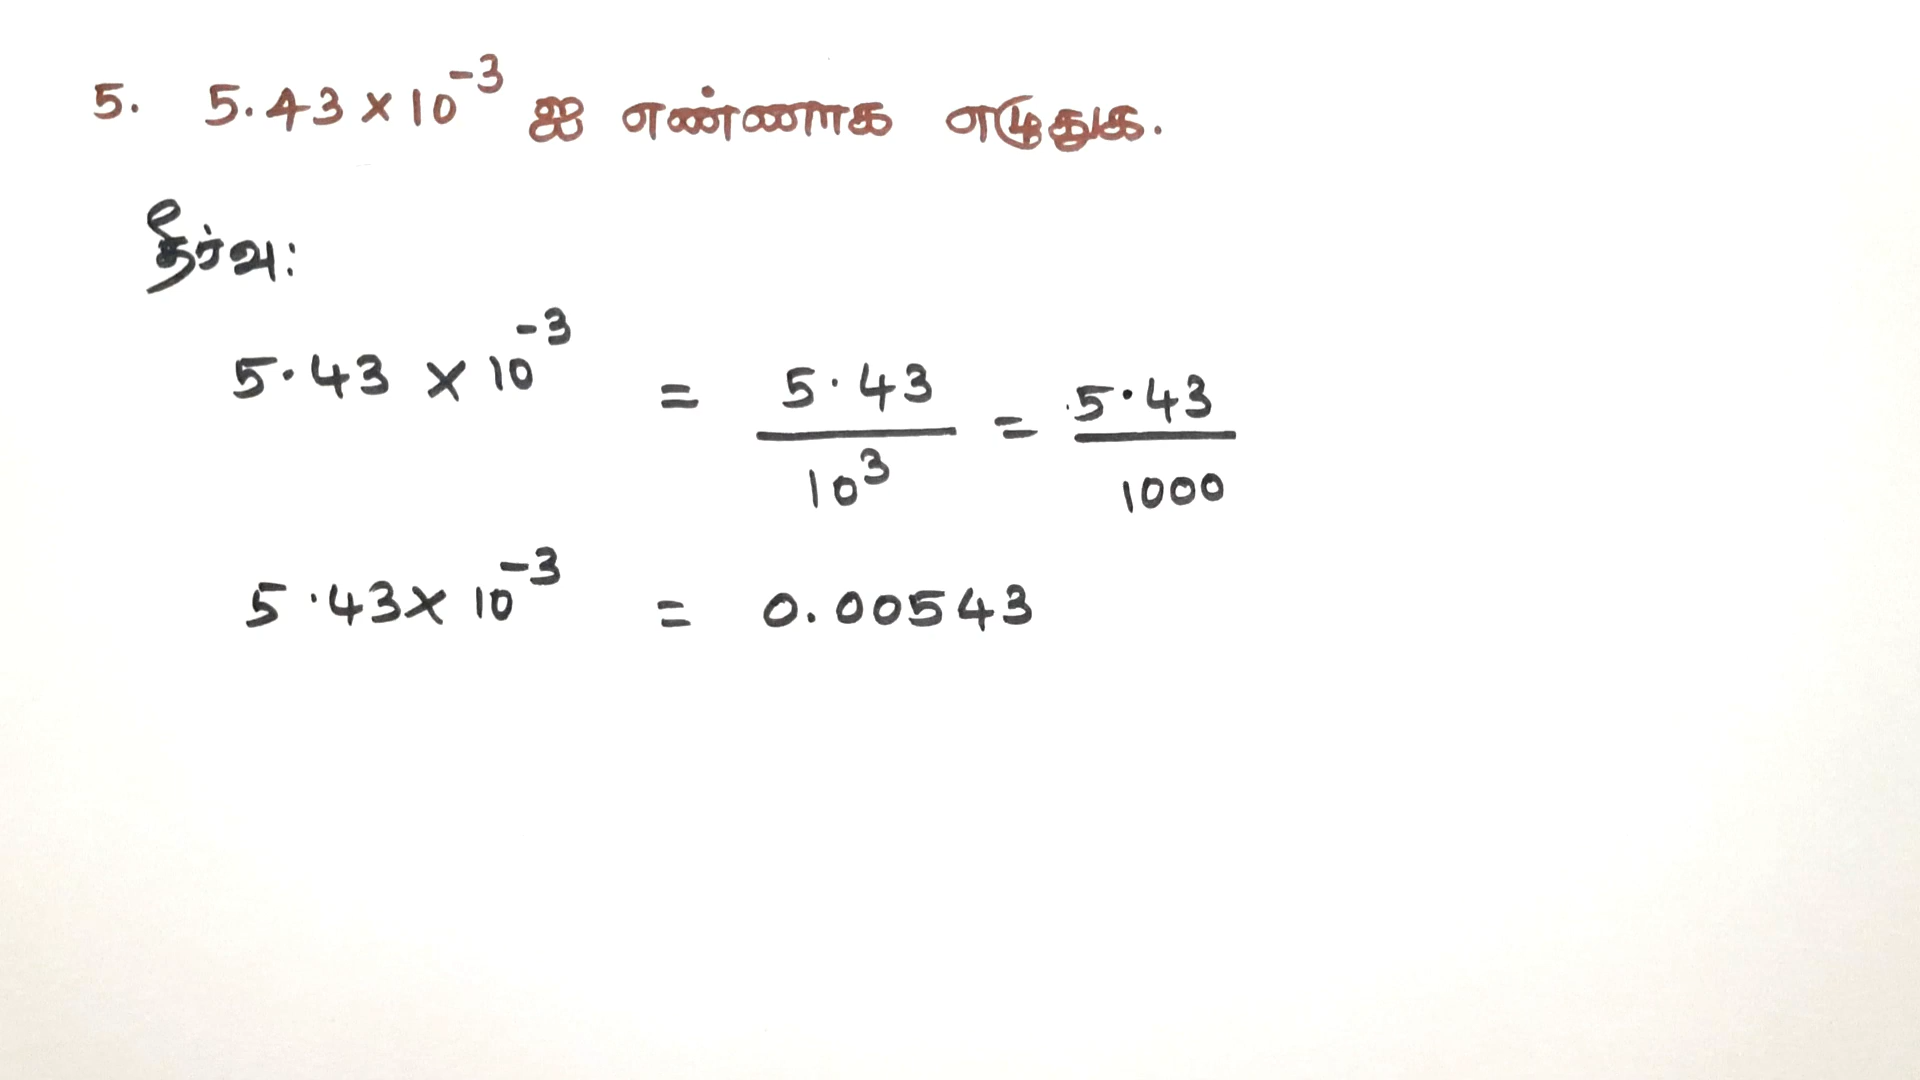 5. 5.43 × 10⁻³ ஐ எண்ணாக எழுதுக.
தீர்வு:
5.43 × 10⁻³ = 5.43 / 10³ = 5.43 / 1000
5.43 × 10⁻³ = 0.00543